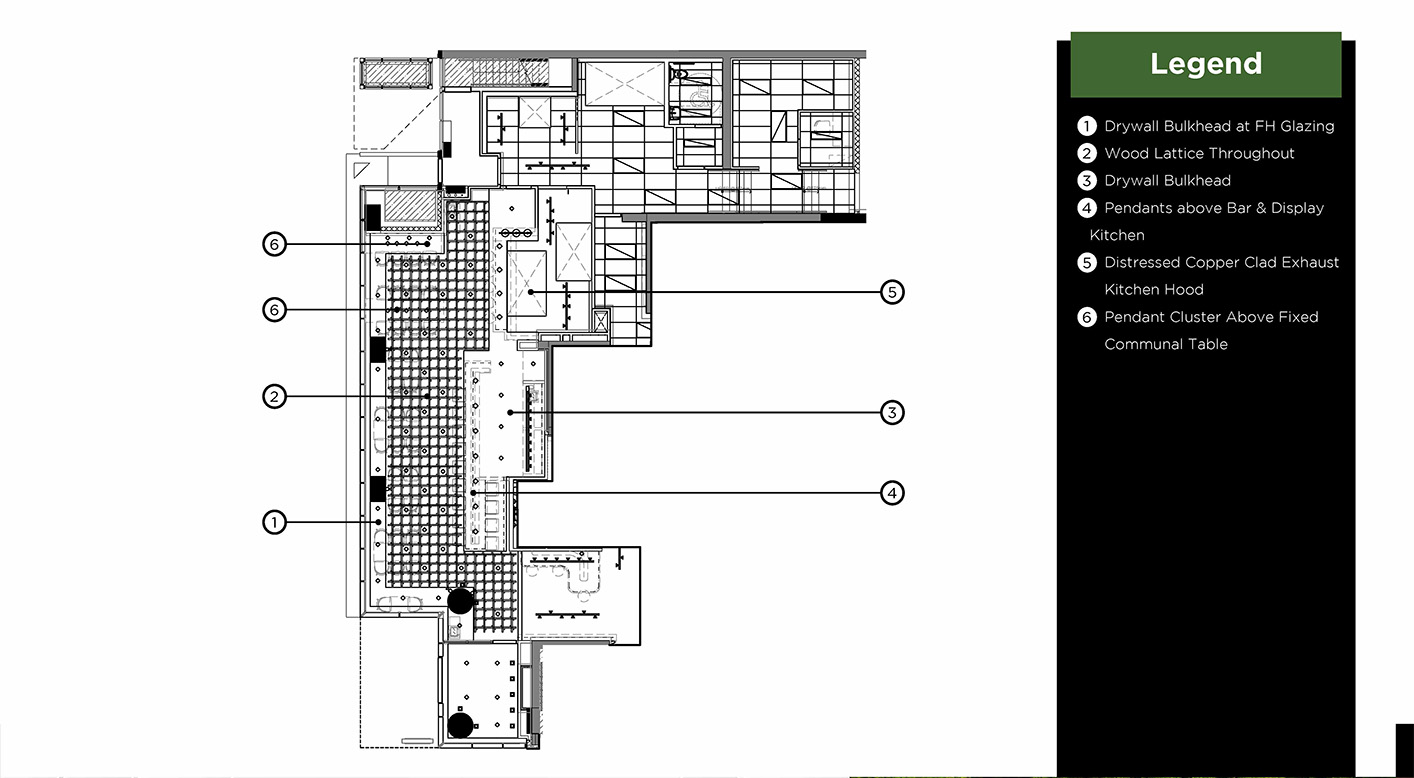 Legend
1 Drywall Bulkhead at FH Glazing
2 Wood Lattice Throughout
3 Drywall Bulkhead
4 Pendants above Bar & Display
Kitchen
5 Distressed Copper Clad Exhaust
Kitchen Hood
6 Pendant Cluster Above Fixed
Communal Table
6
5
6
2
3
4
1